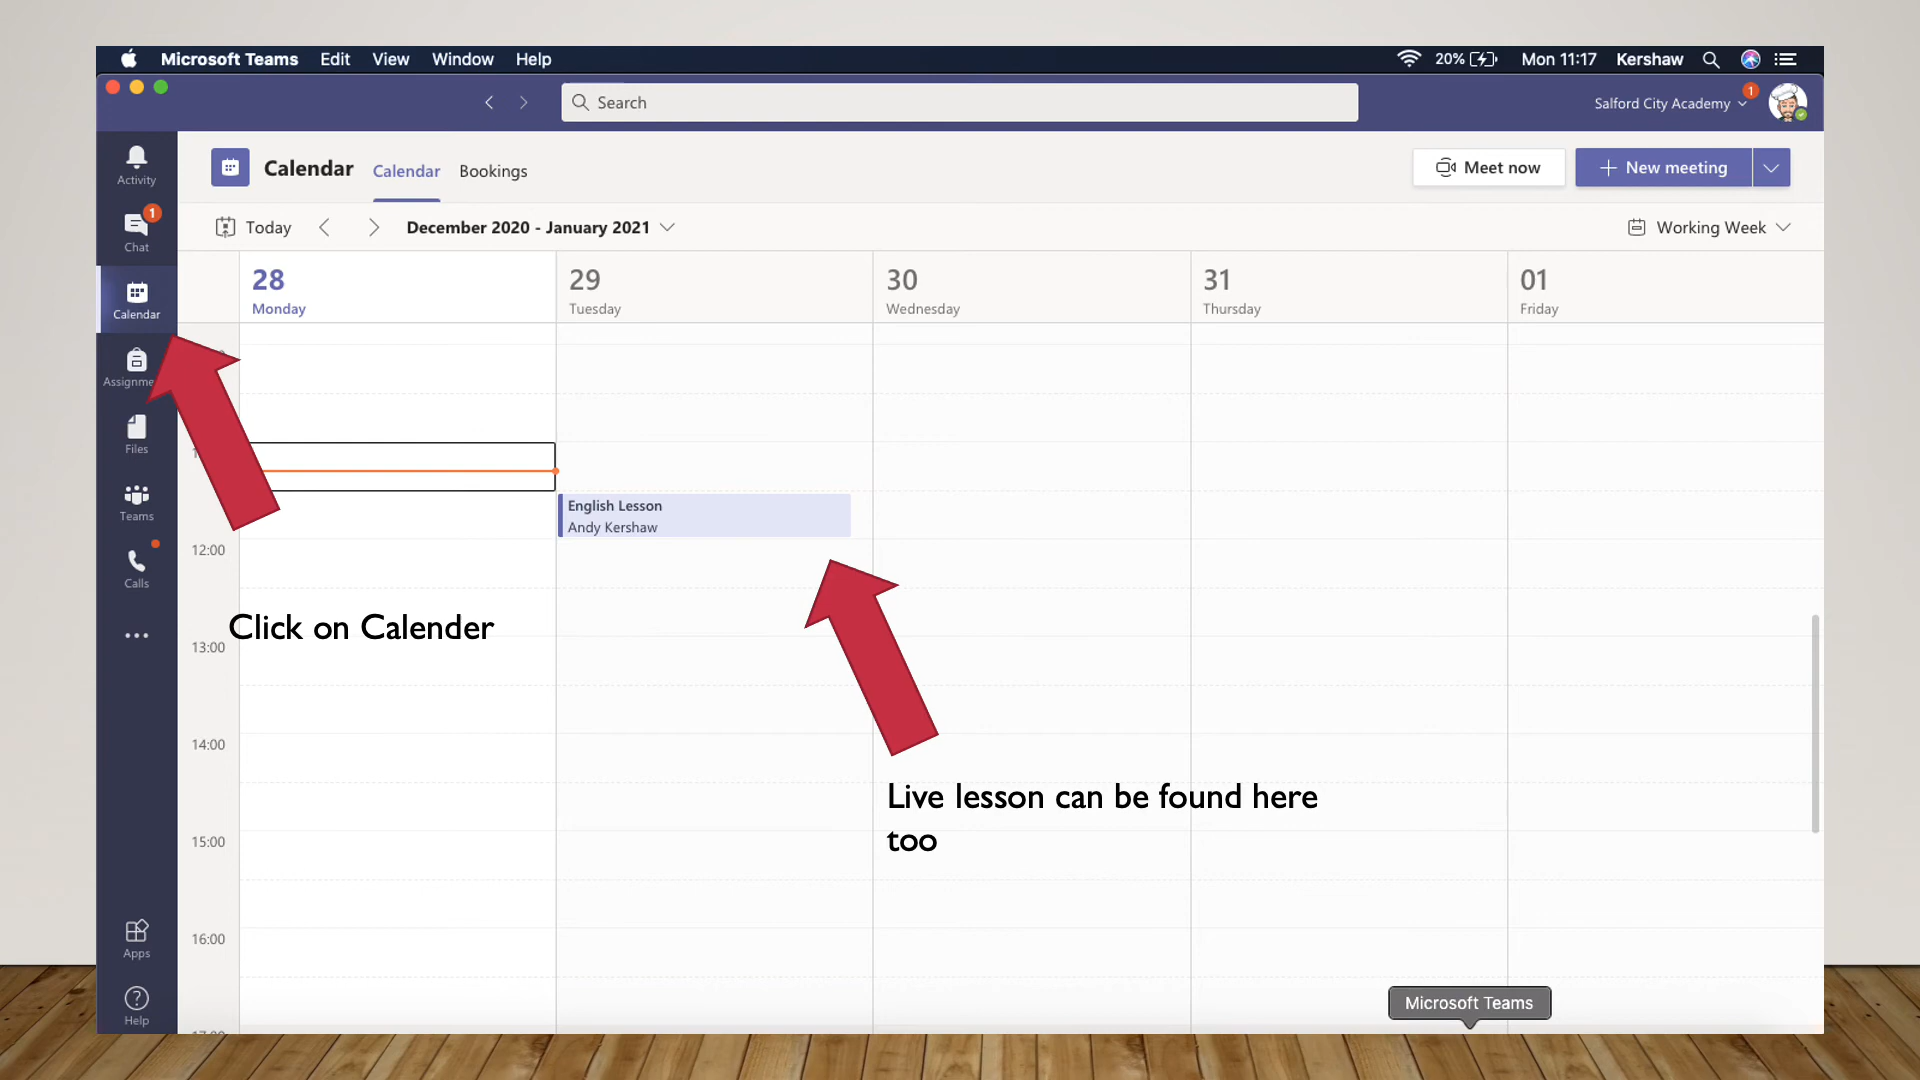 Microsoft Teams Edit View Window Help 20% Mon 11:17 Kershaw
Search
Salford City Academy
1
Activity
Calendar Calendar Bookings Meet now New meeting
1
Chat
Today December 2020 - January 2021 Working Week
Calendar
28 29 30 31 01
Monday Tuesday Wednesday Thursday Friday
Files
Teams
English Lesson
Andy Kershaw
12:00
Calls
Click on Calender
13:00
14:00
Live lesson can be found here
too
15:00
16:00
Apps
Help
Microsoft Teams